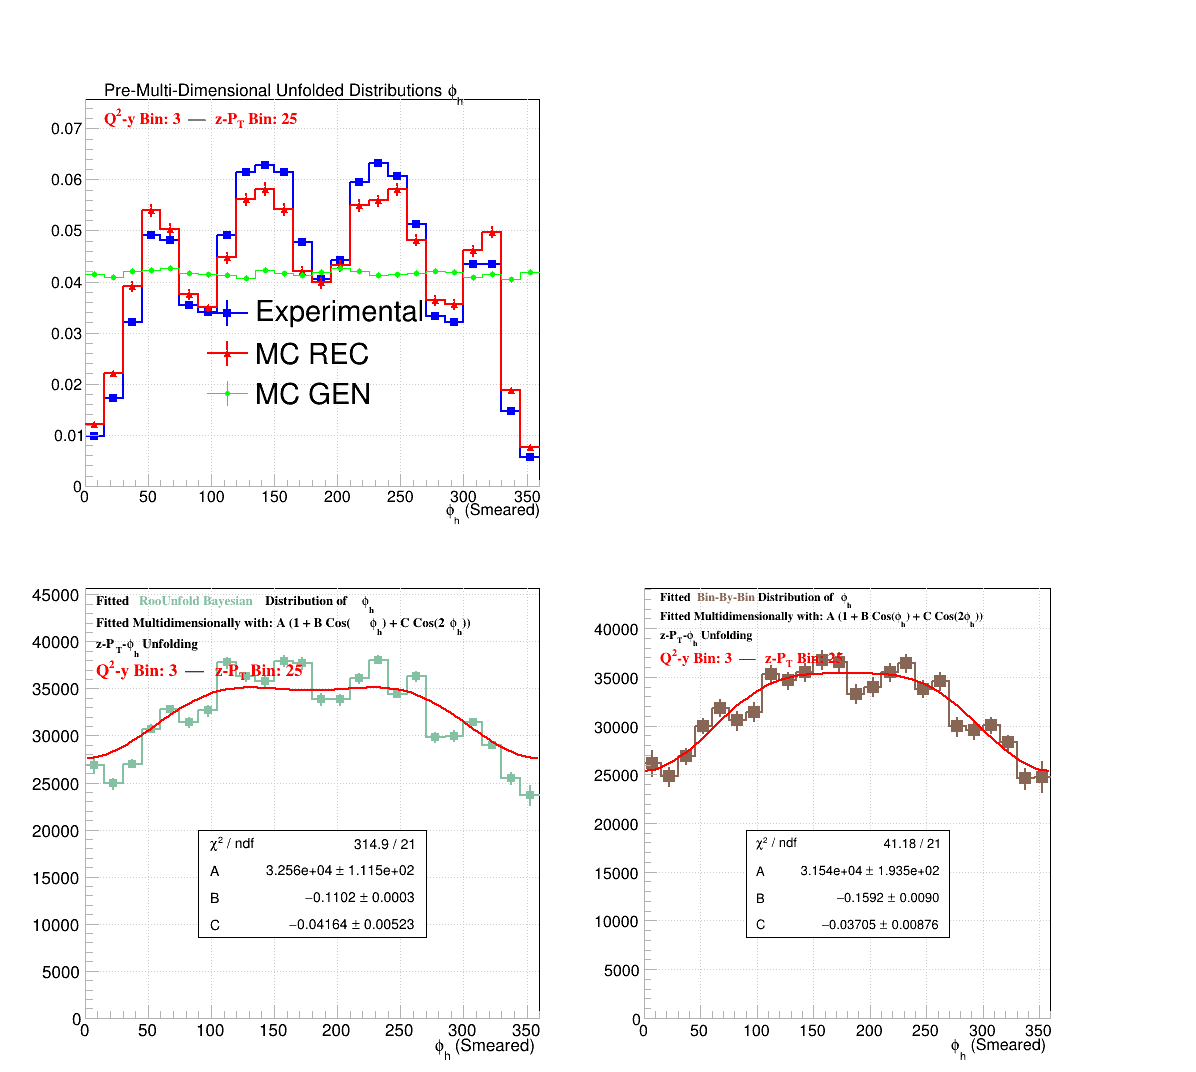 Pre-Multi-Dimensional Unfolded Distributions ϕh
Q2-y Bin: 3 — z-PT Bin: 25
0.07
0.06
0.05
0.04
0.03
0.02
0.01
0
Experimental
MC REC
MC GEN
0 50 100 150 200 250 300 350
ϕh (Smeared)
Fitted RooUnfold Bayesian Distribution of ϕh
Fitted Multidimensionally with: A (1 + B Cos( ϕh) + C Cos(2 ϕh))
z-PT-ϕh Unfolding
Q2-y Bin: 3 — z-PT Bin: 25
45000
40000
35000
30000
25000
20000
15000
10000
5000
0
χ2 / ndf 314.9 / 21
A 3.256e+04 ± 1.115e+02
B −0.1102 ± 0.0003
C −0.04164 ± 0.00523
0 50 100 150 200 250 300 350
ϕh (Smeared)
Fitted Bin-By-Bin Distribution of ϕh
Fitted Multidimensionally with: A (1 + B Cos(ϕh) + C Cos(2ϕh))
z-PT-ϕh Unfolding
Q2-y Bin: 3 — z-PT Bin: 25
40000
35000
30000
25000
20000
15000
10000
5000
0
χ2 / ndf 41.18 / 21
A 3.154e+04 ± 1.935e+02
B −0.1592 ± 0.0090
C −0.03705 ± 0.00876
0 50 100 150 200 250 300 350
ϕh (Smeared)